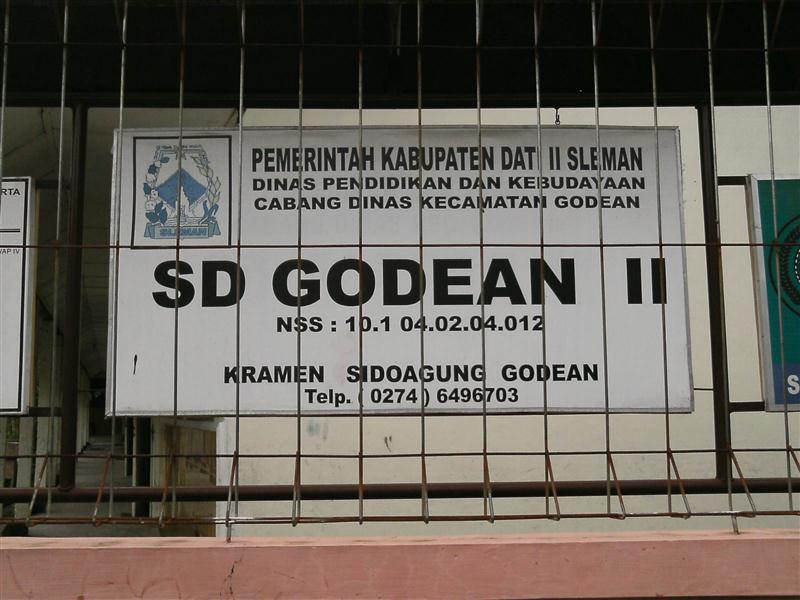 PEMERINTAH KABUPATEN DATI II SLEMAN
DINAS PENDIDIKAN DAN KEBUDAYAAN
CABANG DINAS KECAMATAN GODEAN
SLEMAN
SD GODEAN II
NSS : 10.1 04.02.04.012
KRAMEN SIDOAGUNG GODEAN
Telp. ( 0274 ) 6496703